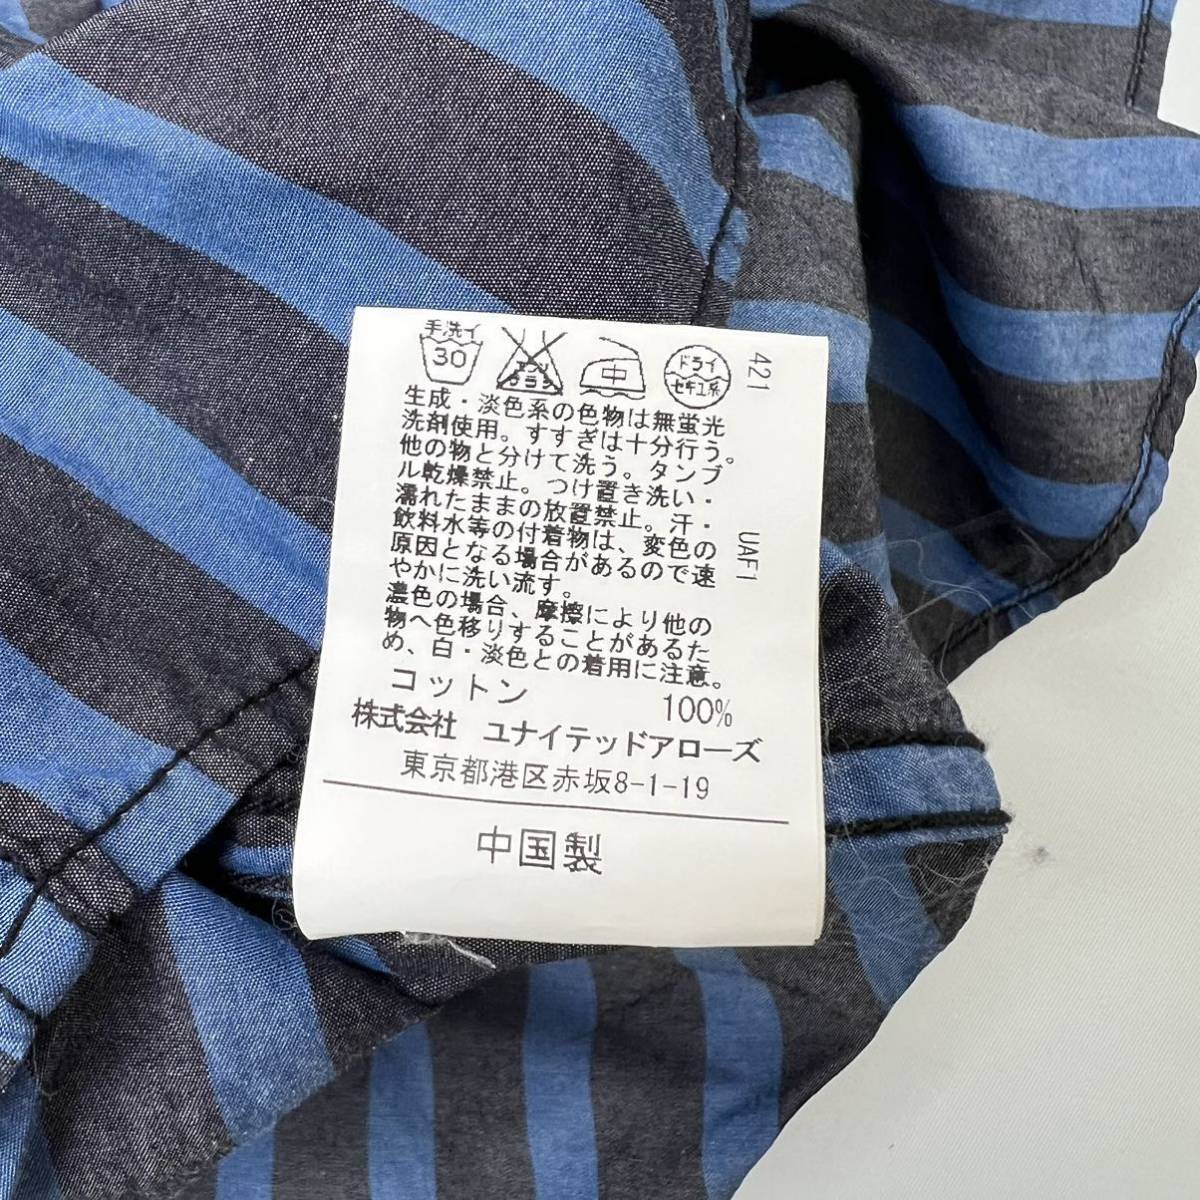 手洗イ
30
エンソ
サラシ
中
ドライ
セキユ系
421
生成・淡色系の色物は無蛍光
洗剤使用。すすぎは十分行う。
他の物と分けて洗う。タンブ
ル乾燥禁止。つけ置き洗い・
濡れたままの放置禁止。汗・
飲料水等の付着物は、変色の
原因となる場合があるので速
やかに洗い流す。
濃色の場合、摩擦により他の
物へ色移りすることがあるた
め、白・淡色との着用に注意。
コットン 100%
株式会社 ユナイテッドアローズ
東京都港区赤坂8-1-19
中国製
UAF1